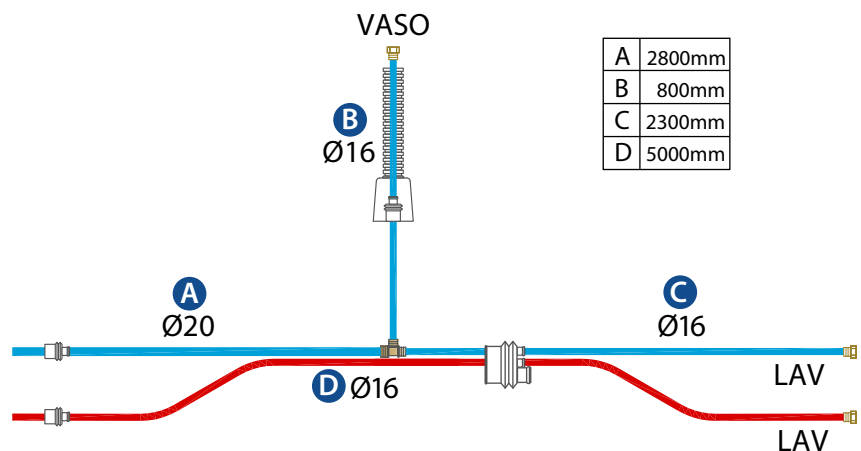 VASO
A 2800mm
B 800mm
C 2300mm
D 5000mm
B
Ø16
A
Ø20
C
Ø16
LAV
D Ø16
LAV